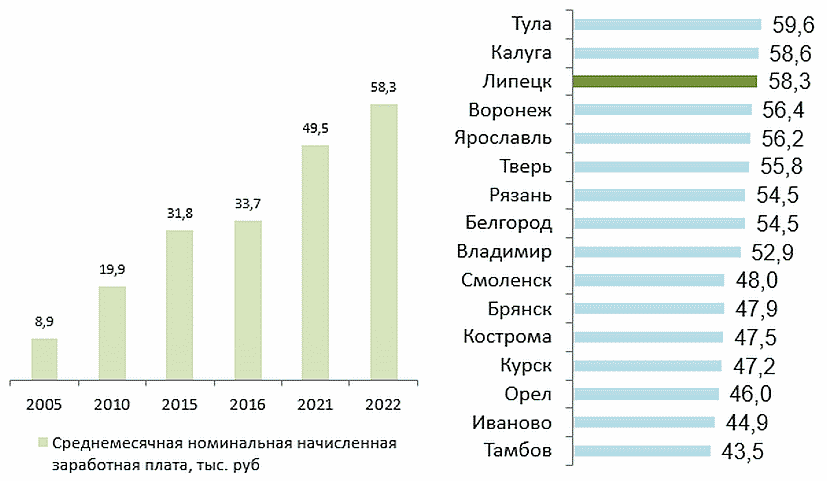 58,3
49,5
33,7
31,8
19,9
8,9
2005 2010 2015 2016 2021 2022
Среднемесячная номинальная начисленная
заработная плата, тыс. руб
Тула 59,6
Калуга 58,6
Липецк 58,3
Воронеж 56,4
Ярославль 56,2
Тверь 55,8
Рязань 54,5
Белгород 54,5
Владимир 52,9
Смоленск 48,0
Брянск 47,9
Кострома 47,5
Курск 47,2
Орел 46,0
Иваново 44,9
Тамбов 43,5